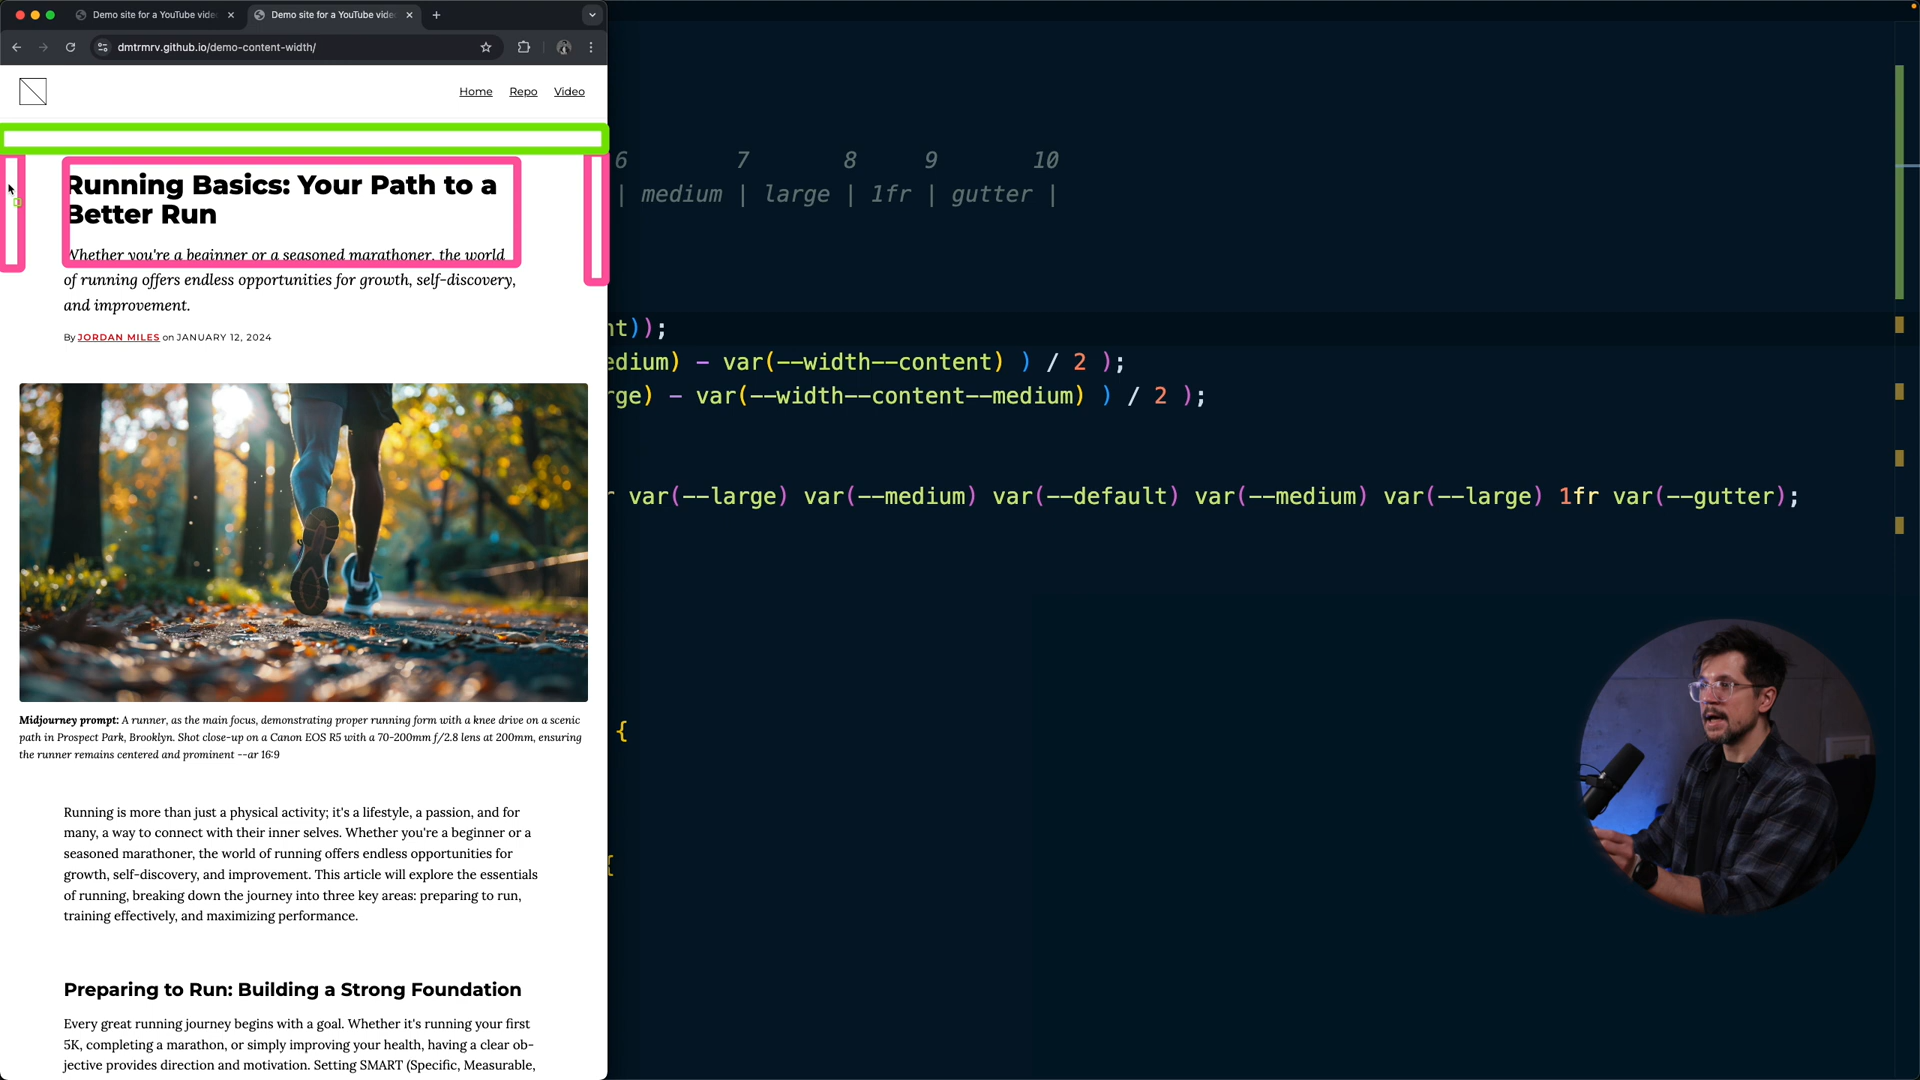 Demo site for a YouTube vide
Demo site for a YouTube vide
dmtrmrv.github.io/demo-content-width/
Home Repo Video
Running Basics: Your Path to a
Better Run
Whether you're a beginner or a seasoned marathoner, the world
of running offers endless opportunities for growth, self-discovery,
and improvement.
By JORDAN MILES on JANUARY 12, 2024
Midjourney prompt: A runner, as the main focus, demonstrating proper running form with a knee drive on a scenic
path in Prospect Park, Brooklyn. Shot close-up on a Canon EOS R5 with a 70-200mm f/2.8 lens at 200mm, ensuring
the runner remains centered and prominent --ar 16:9
Running is more than just a physical activity; it's a lifestyle, a passion, and for
many, a way to connect with their inner selves. Whether you're a beginner or a
seasoned marathoner, the world of running offers endless opportunities for
growth, self-discovery, and improvement. This article will explore the essentials
of running, breaking down the journey into three key areas: preparing to run,
training effectively, and maximizing performance.
Preparing to Run: Building a Strong Foundation
Every great running journey begins with a goal. Whether it's running your first
5K, completing a marathon, or simply improving your health, having a clear ob-
jective provides direction and motivation. Setting SMART (Specific, Measurable,
6 7 8 9 10
| medium | large | 1fr | gutter |
nt));
edium) - var(--width--content) ) / 2 );
rge) - var(--width--content--medium) ) / 2 );
r var(--large) var(--medium) var(--default) var(--medium) var(--large) 1fr var(--gutter);
{
{